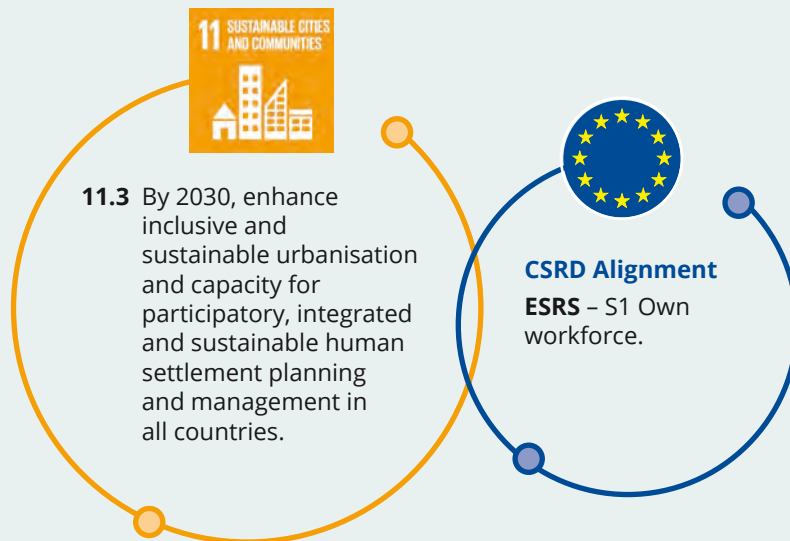 11 SUSTAINABLE CITIES
AND COMMUNITIES
11.3 By 2030, enhance
inclusive and
sustainable urbanisation
and capacity for
participatory, integrated
and sustainable human
settlement planning
and management in
all countries.
CSRD Alignment
ESRS – S1 Own
workforce.